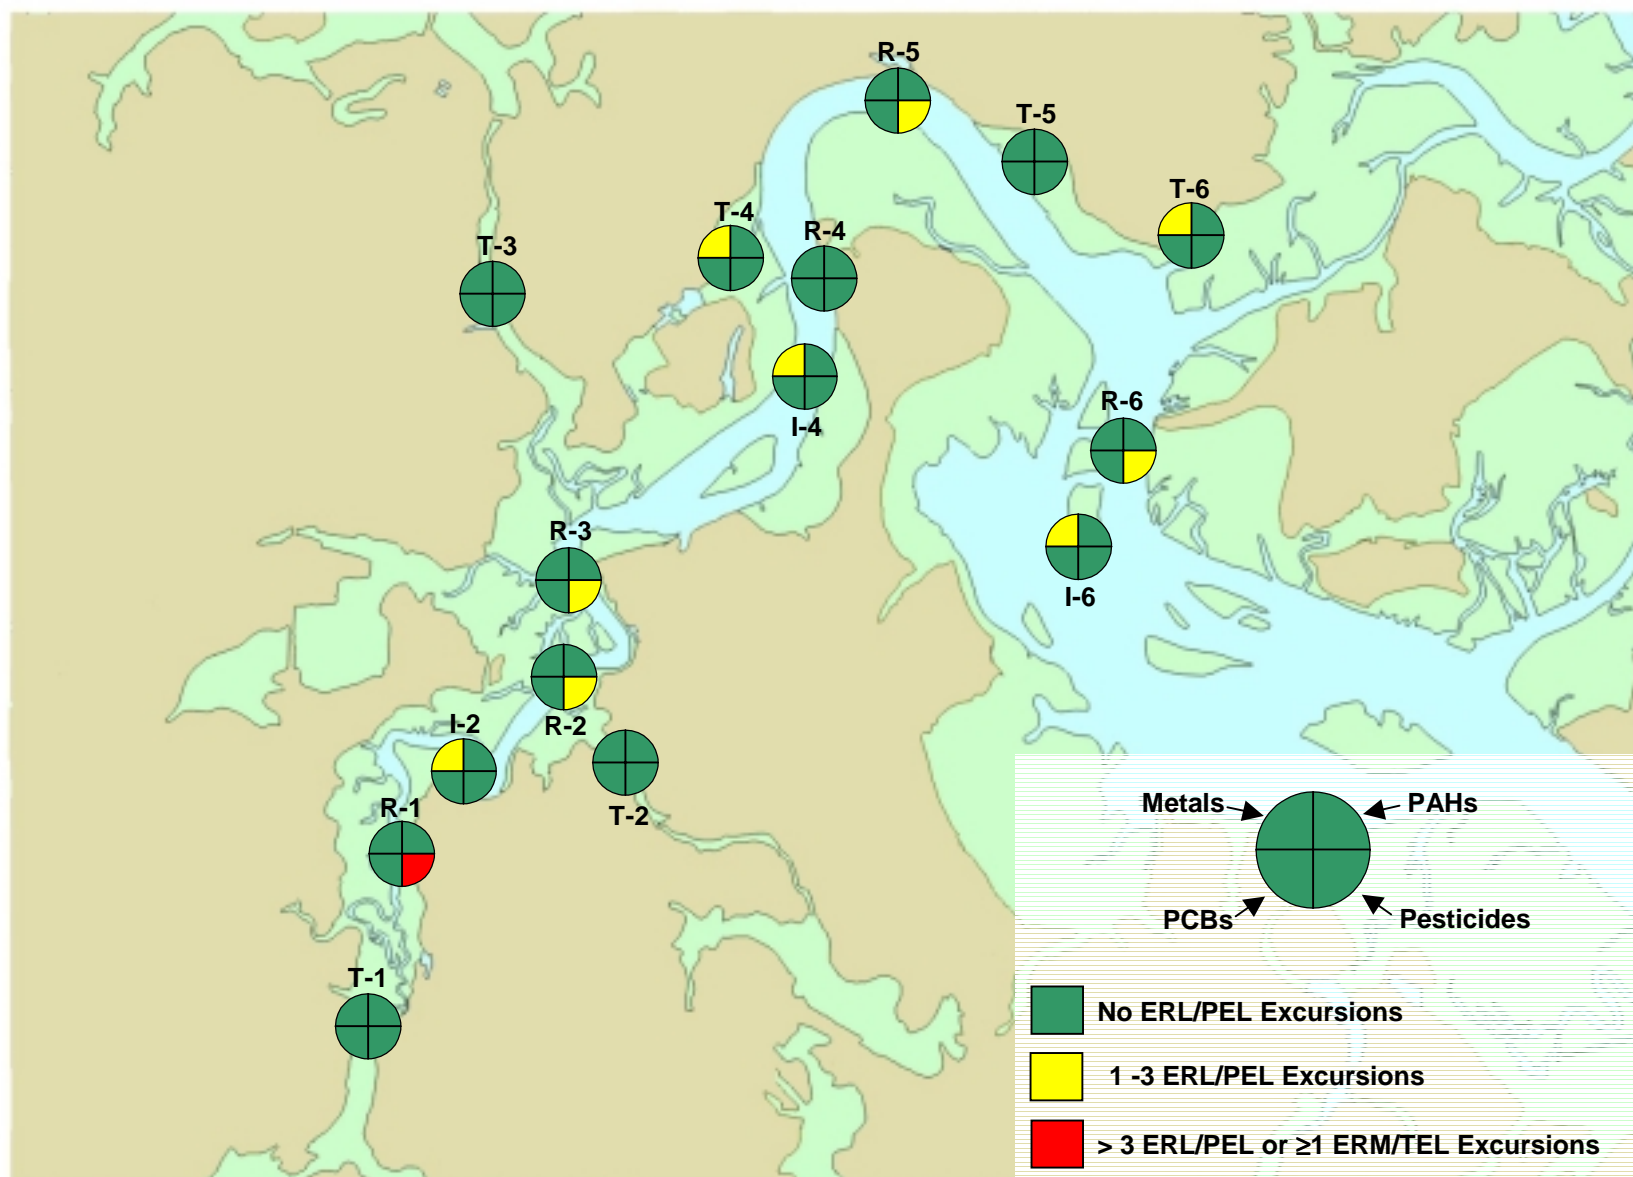 R-5
T-5
T-6
T-4
R-4
T-3
I-4
R-6
R-3
I-6
R-2
I-2
T-2
R-1
T-1
Metals
PAHs
PCBs
Pesticides
No ERL/PEL Excursions
1 -3 ERL/PEL Excursions
> 3 ERL/PEL or ≥1 ERM/TEL Excursions